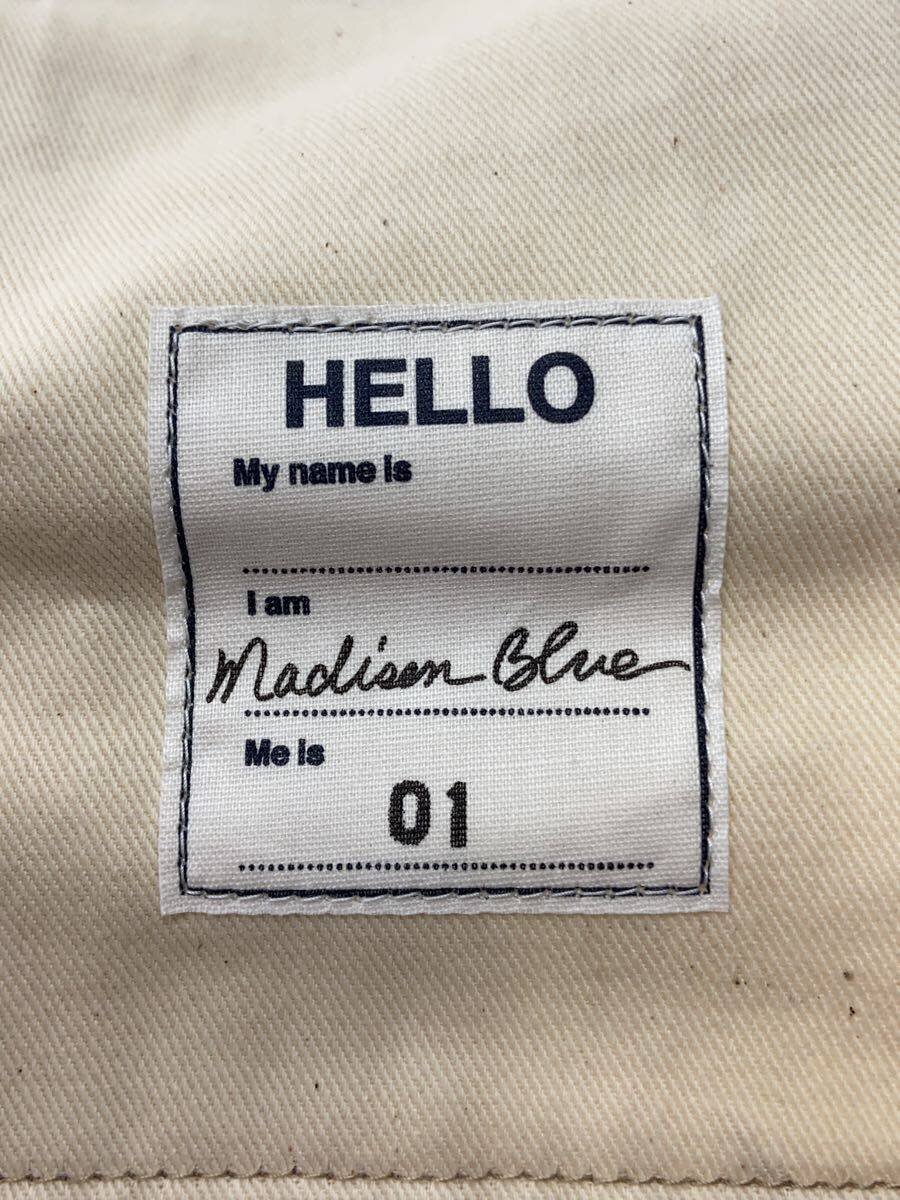 HELLO
My name is
I am
Madison Blue
Me is
01